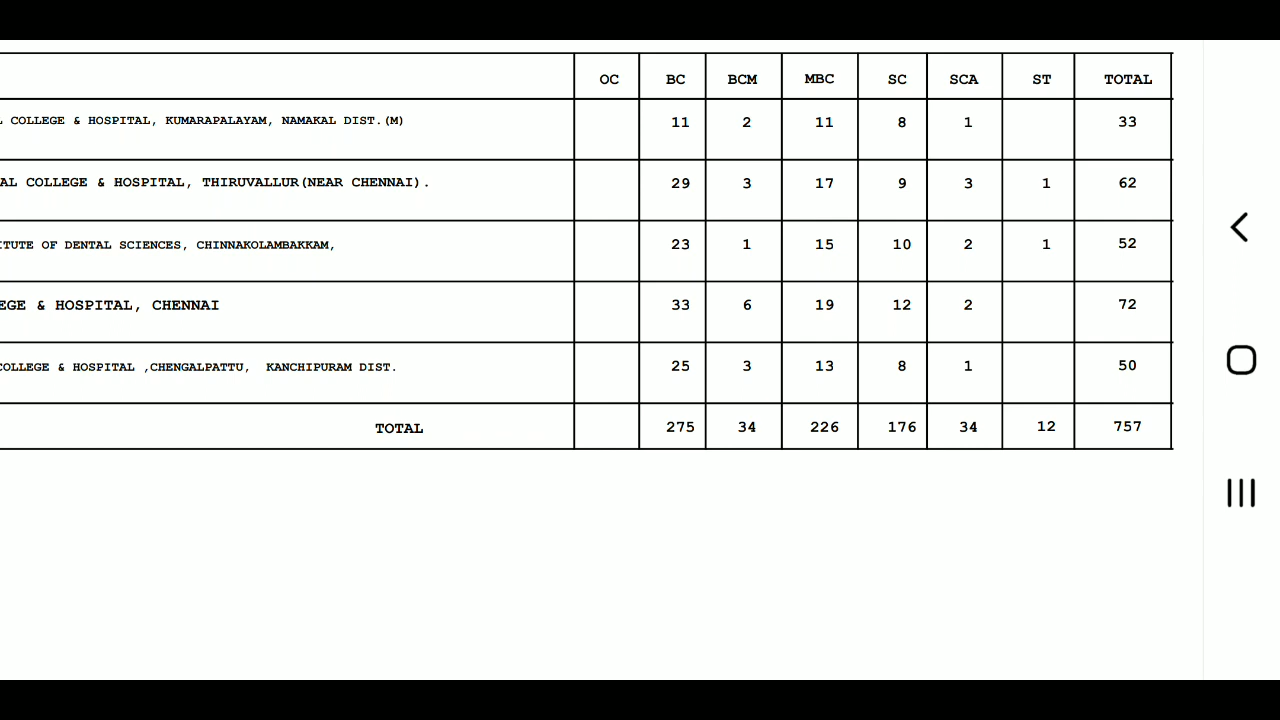 OC BC BCM MBC SC SCA ST TOTAL
COLLEGE & HOSPITAL, KUMARAPALAYAM, NAMAKAL DIST.(M) 11 2 11 8 1 33
AL COLLEGE & HOSPITAL, THIRUVALLUR(NEAR CHENNAI). 29 3 17 9 3 1 62
ITUTE OF DENTAL SCIENCES, CHINNAKOLAMBAKKAM, 23 1 15 10 2 1 52
EGE & HOSPITAL, CHENNAI 33 6 19 12 2 72
COLLEGE & HOSPITAL ,CHENGALPATTU, KANCHIPURAM DIST. 25 3 13 8 1 50
TOTAL 275 34 226 176 34 12 757